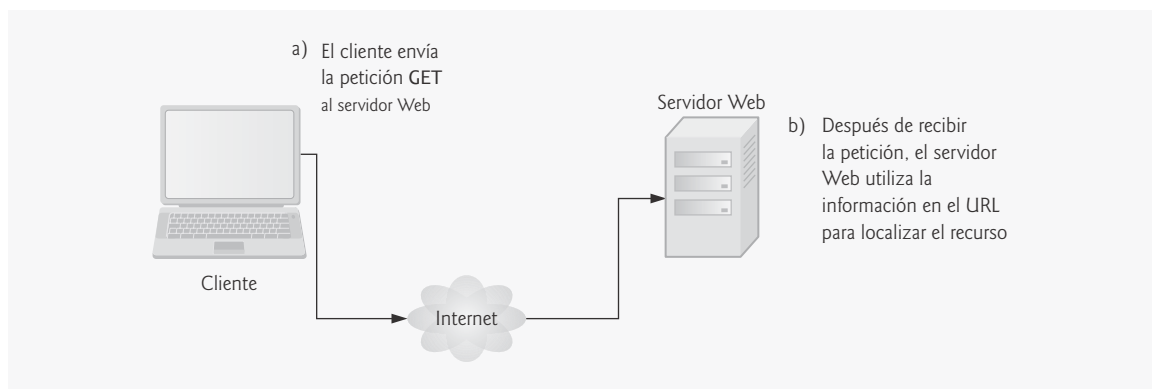 a) El cliente envía
la petición GET
al servidor Web
Servidor Web
b) Después de recibir
la petición, el servidor
Web utiliza la
información en el URL
para localizar el recurso
Cliente
Internet